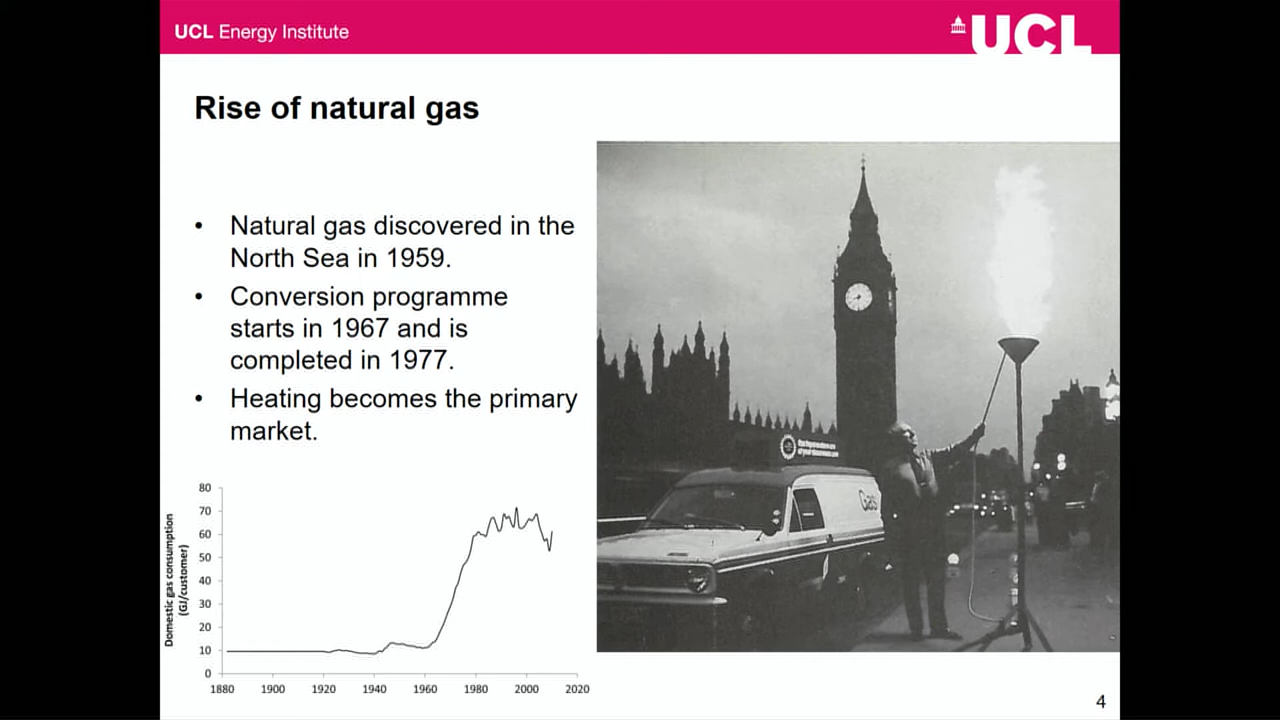 UCL Energy Institute
UCL
Rise of natural gas
• Natural gas discovered in the
North Sea in 1959.
• Conversion programme
starts in 1967 and is
completed in 1977.
• Heating becomes the primary
market.
Domestic gas consumption
(GJ/customer)
80
70
60
50
40
30
20
10
0
1880
1900
1920
1940
1960
1980
2000
2020
Gas
4